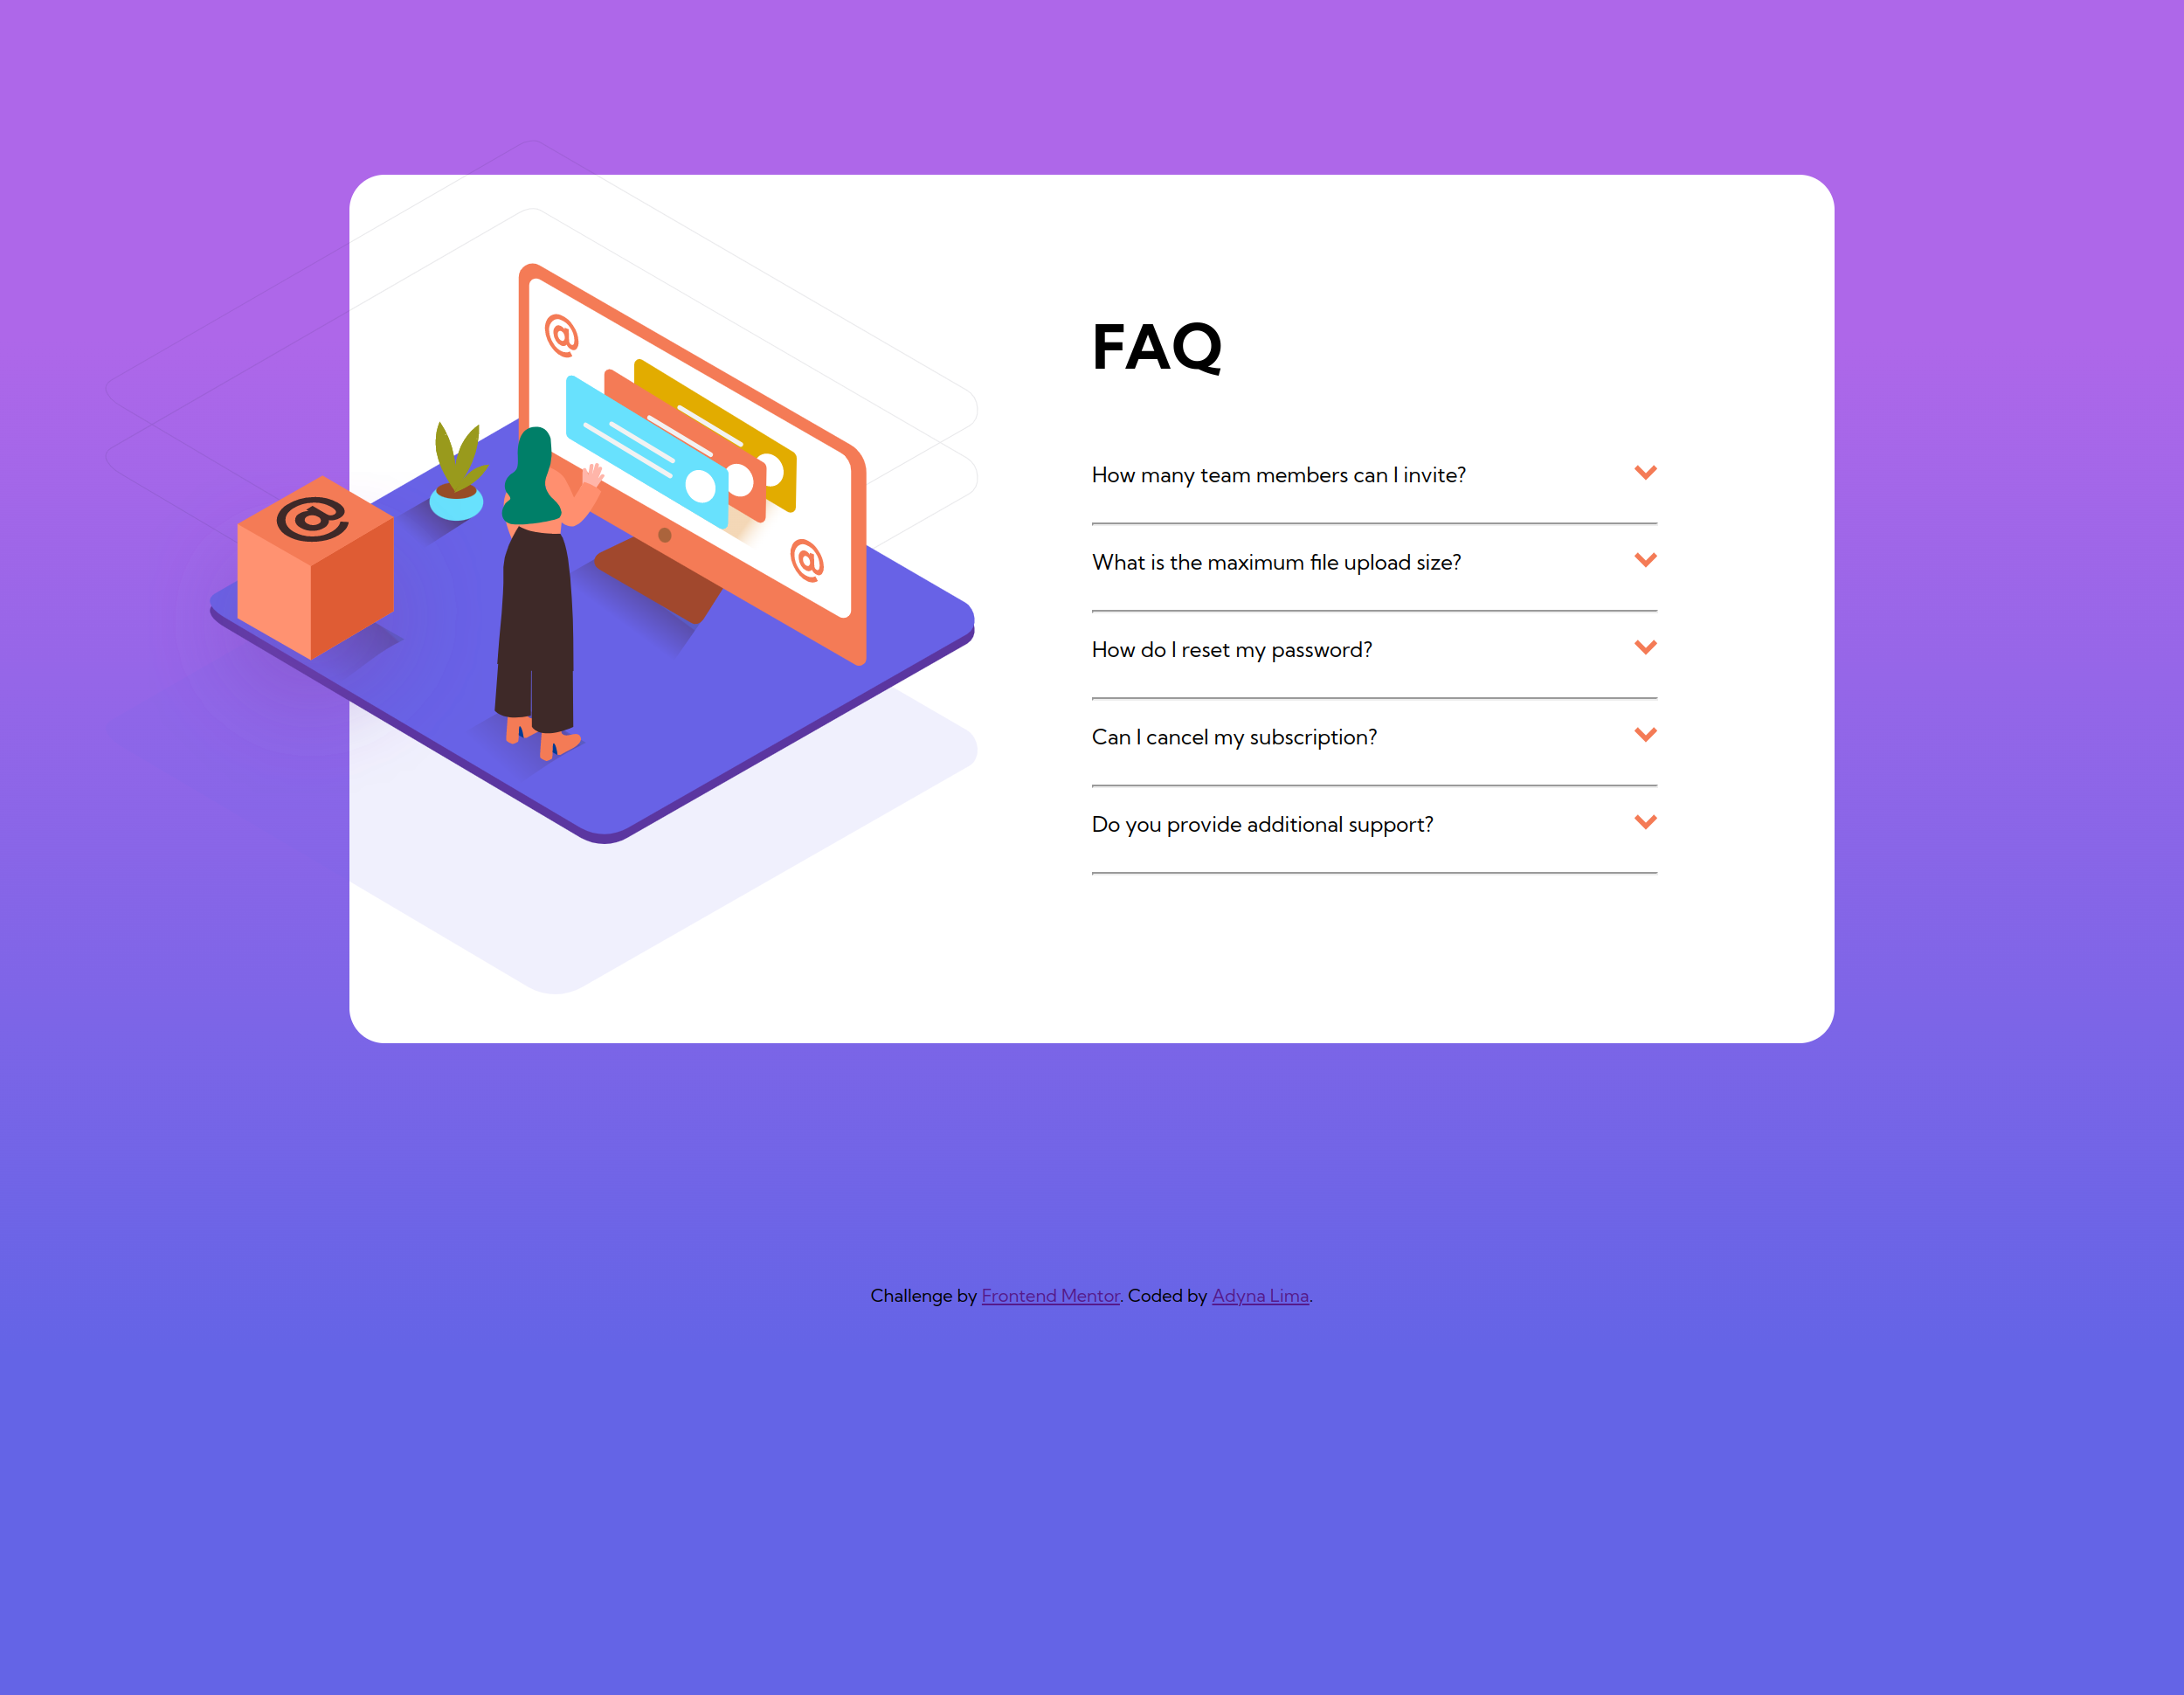 FAQ
How many team members can I invite?
What is the maximum file upload size?
How do I reset my password?
Can I cancel my subscription?
Do you provide additional support?
@
@
@
Challenge by Frontend Mentor. Coded by Adyna Lima.